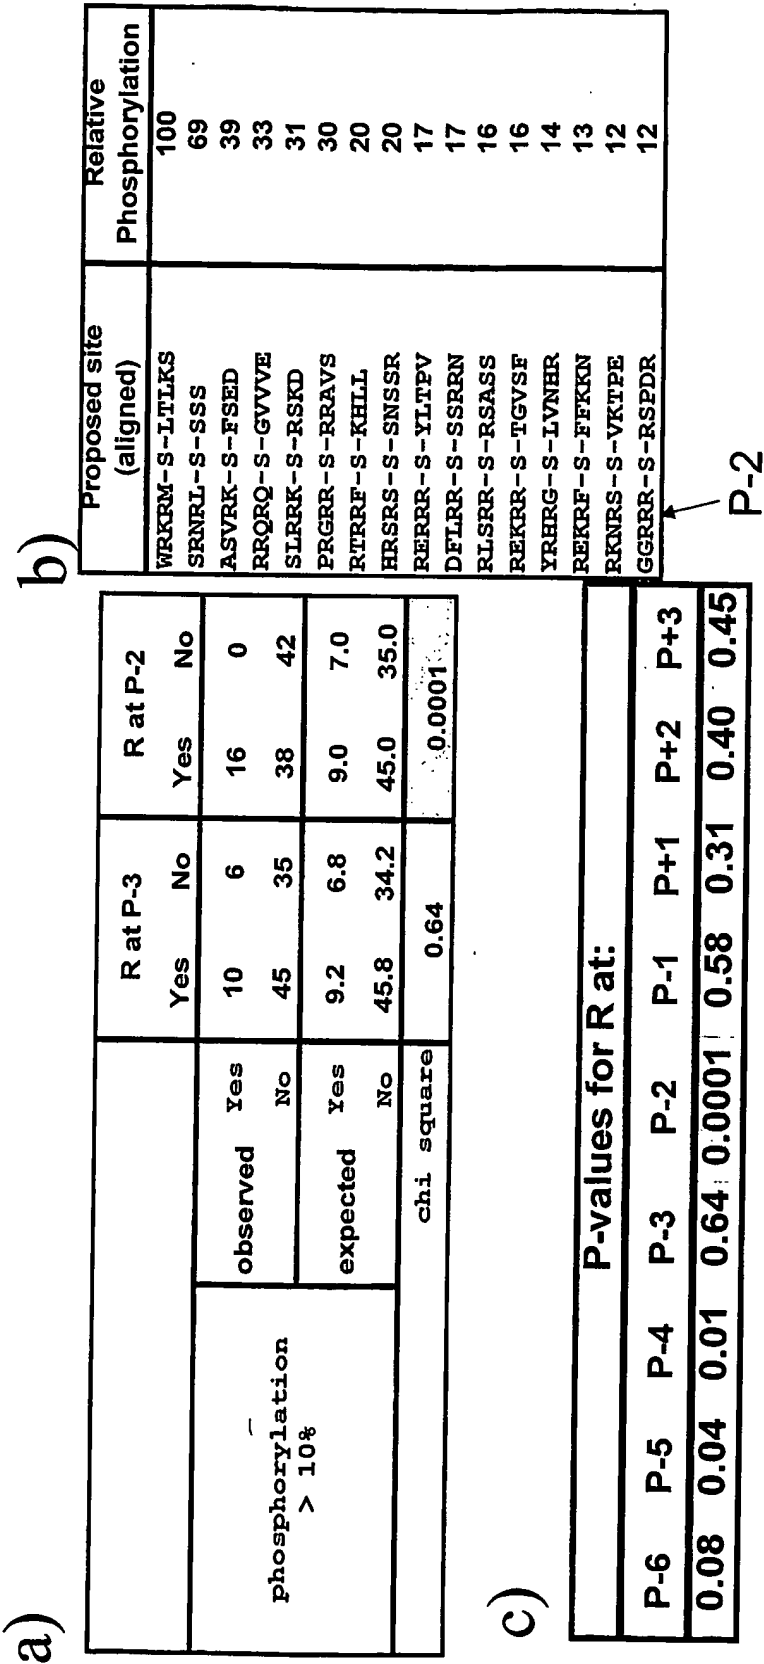 a)
R at P-3 R at P-2
Yes No Yes No
phosphorylation > 10% observed Yes 10 6 16 0
No 45 35 38 42
expected Yes 9.2 6.8 9.0 7.0
No 45.8 34.2 45.0 35.0
chi square 0.64 0.0001
b)
Proposed site (aligned) Relative Phosphorylation
WRKRM-S-LTLKS 100
SRNRL-S-SSS 69
ASVRK-S-FSED 39
RRQRQ-S-GVVVE 33
SLRRK-S-RSKD 31
PRGRR-S-RRAVS 30
RTRRF-S-KHLL 20
HRSRS-S-SNSSR 20
RERRR-S-YLTPV 17
DFLRR-S-SSRRN 17
RLSRR-S-RSASS 16
REKRR-S-TGVSF 16
YRHRG-S-LVNHR 14
REKRF-S-FFKKN 13
RKNRS-S-VKTPE 12
GGRRR-S-RSPDR 12
P-2
c)
P-values for R at:
P-6 P-5 P-4 P-3 P-2 P-1 P+1 P+2 P+3
0.08 0.04 0.01 0.64 0.0001 0.58 0.31 0.40 0.45